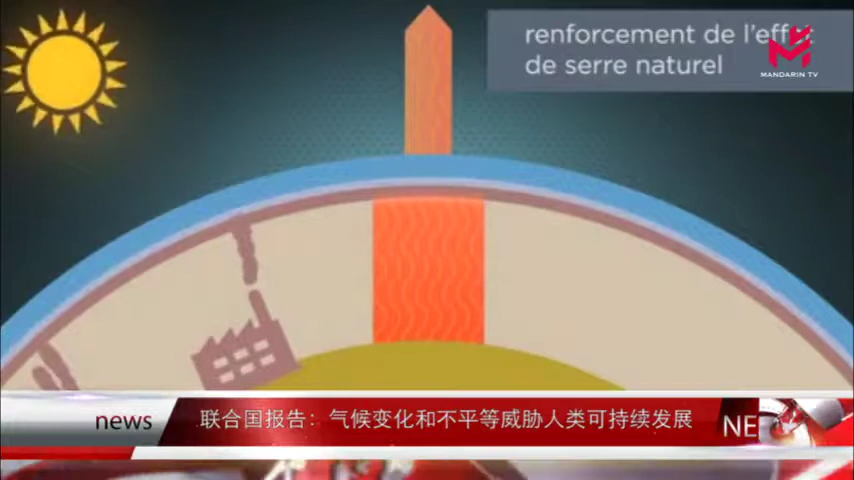 renforcement de l'effet
de serre naturel
MANDARIN TV
news
联合国报告：气候变化和不平等威胁人类可持续发展
NE